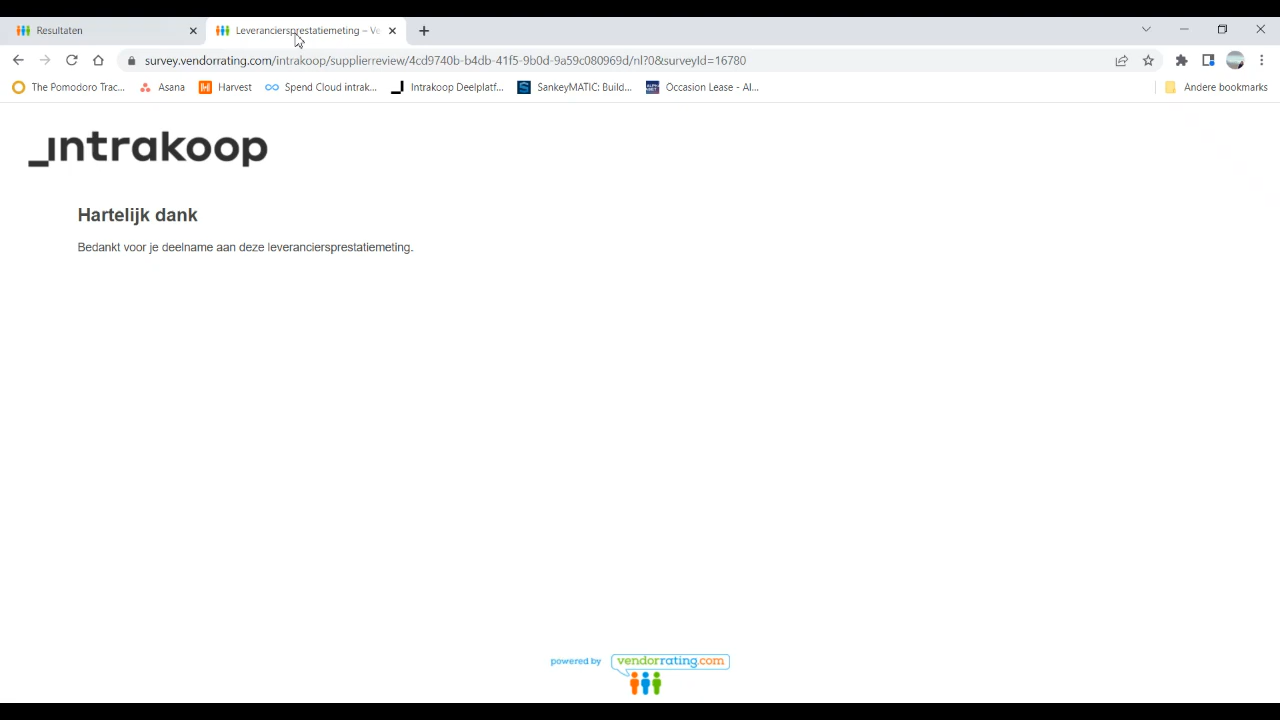 Resultaten
Leveranciersprestatiemeting – Ve
survey.vendorrating.com/intrakoop/supplierreview/4cd9740b-b4db-41f5-9bfd-9a59c080969d/nl?0&surveyId=16780
The Pomodoro Trac... Asana Harvest Spend Cloud intrak... Intrakoop Deelplatf... SankeyMATIC: Build... Occasion Lease - Al... Andere bookmarks
_intrakoop
Hartelijk dank
Bedankt voor je deelname aan deze leveranciersprestatiemeting.
powered by vendorrating.com